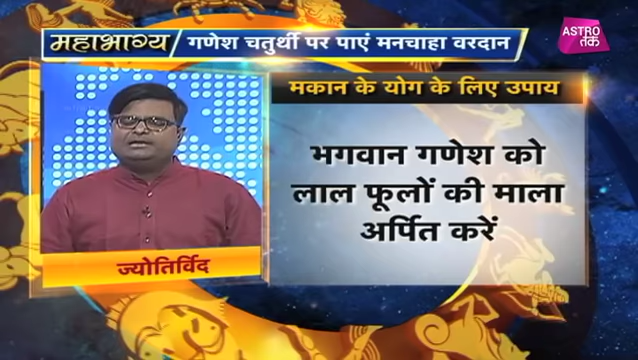 महाभाग्य
गणेश चतुर्थी पर पाएं मनचाहा वरदान
ASTRO
तक
मकान के योग के लिए उपाय
भगवान गणेश को
लाल फूलों की माला
अर्पित करें
ज्योतिर्विद